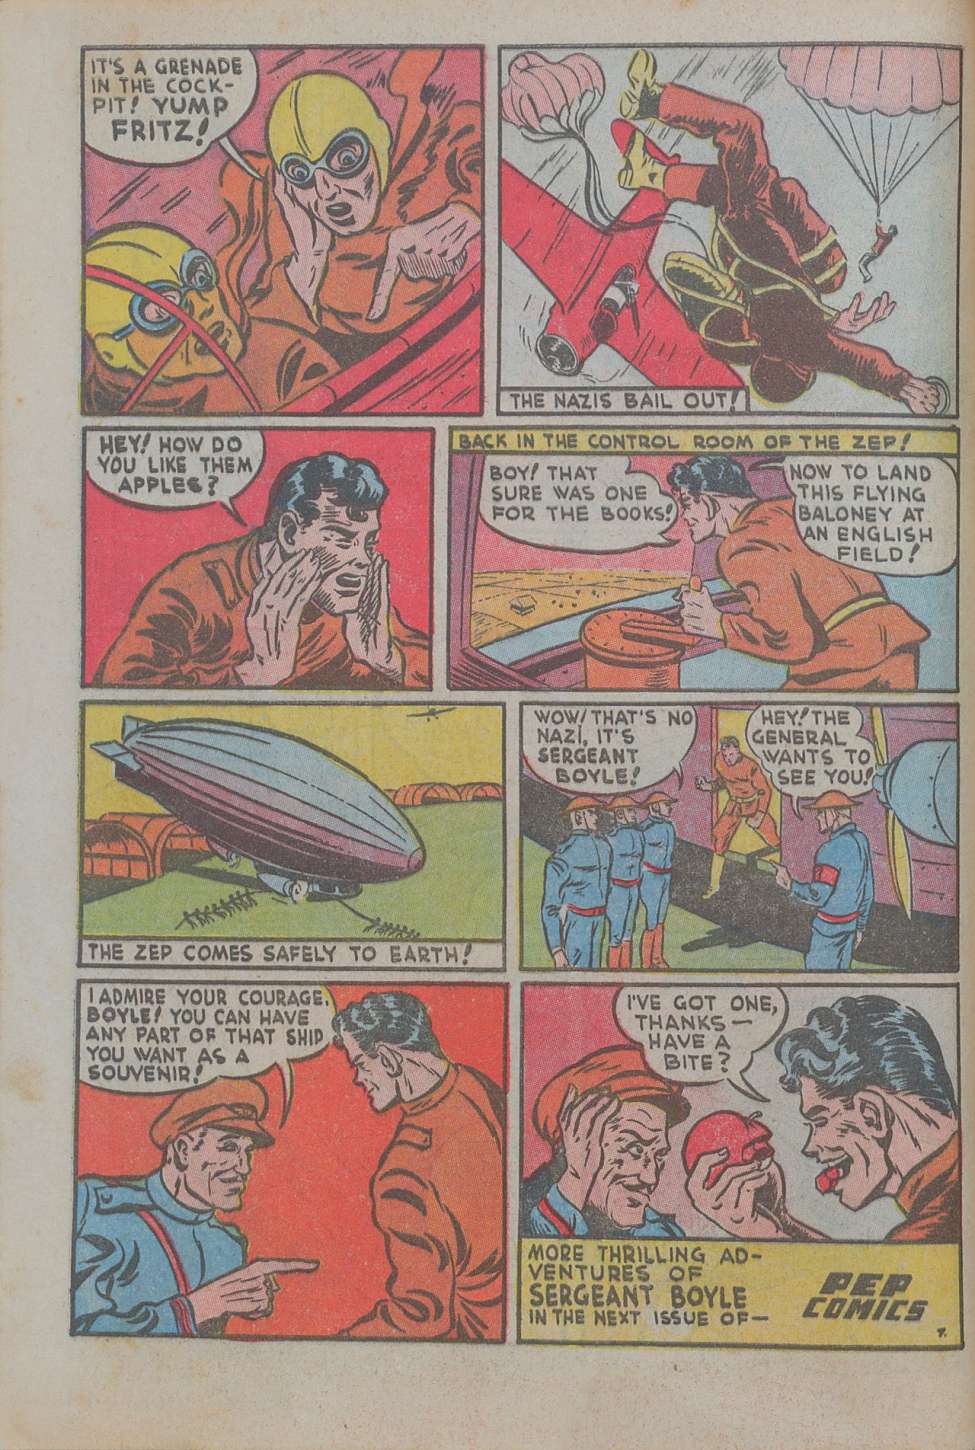 IT'S A GRENADE
IN THE COCK-
PIT! YUMP
FRITZ!
THE NAZIS BAIL OUT!
HEY! HOW DO
YOU LIKE THEM
APPLES?
BACK IN THE CONTROL ROOM OF THE ZEP!
BOY! THAT
SURE WAS ONE
FOR THE BOOKS!
NOW TO LAND
THIS FLYING
BALONEY AT
AN ENGLISH
FIELD!
THE ZEP COMES SAFELY TO EARTH!
WOW! THAT'S NO
NAZI, IT'S
SERGEANT
BOYLE!
HEY! THE
GENERAL
WANTS TO
SEE YOU!
I ADMIRE YOUR COURAGE,
BOYLE! YOU CAN HAVE
ANY PART OF THAT SHIP
YOU WANT AS A
SOUVENIR!
I'VE GOT ONE,
THANKS—
HAVE A
BITE?
MORE THRILLING AD-
VENTURES OF
SERGEANT BOYLE
IN THE NEXT ISSUE OF—
PEP
COMICS
7.